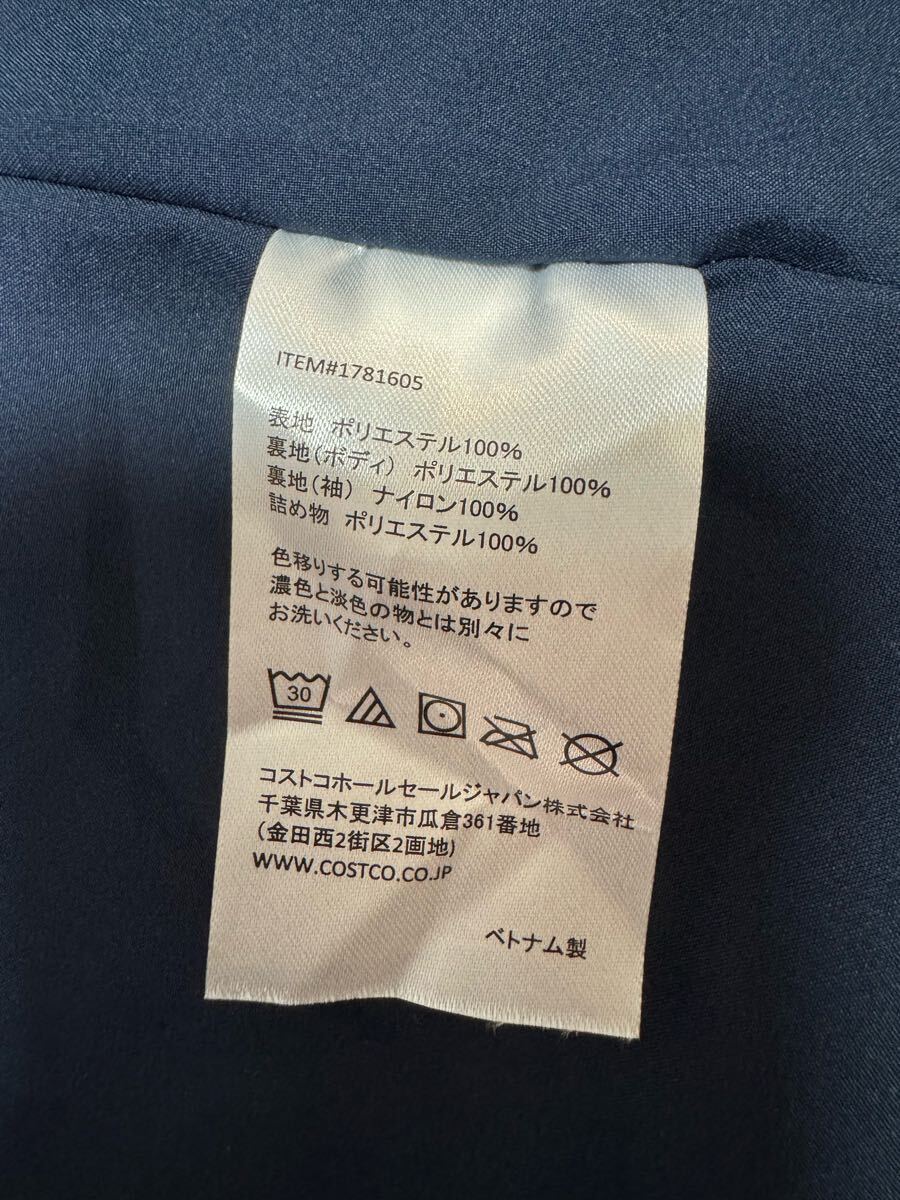 ITEM#1781605
表地 ポリエステル100%
裏地(ボディ) ポリエステル100%
裏地(袖) ナイロン100%
詰め物 ポリエステル100%
色移りする可能性がありますので
濃色と淡色の物とは別々に
お洗いください。
30
コストコホールセールジャパン株式会社
千葉県木更津市瓜倉361番地
(金田西2街区2画地)
WWW.COSTCO.CO.JP
ベトナム製